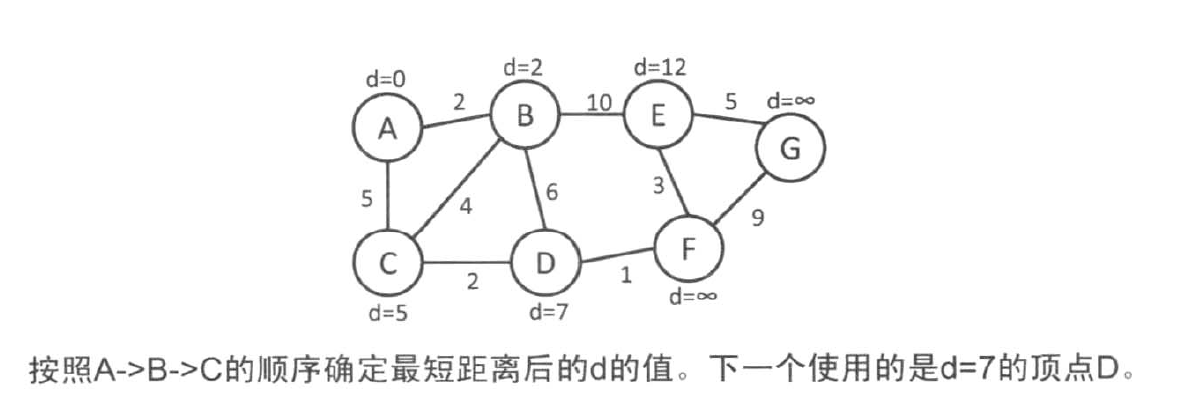 d=0
d=2
d=12
A
2
B
10
E
5
d=∞
G
5
4
6
3
9
C
2
D
1
F
d=5
d=7
d=∞
按照A->B->C的顺序确定最短距离后的d的值。下一个使用的是d=7的顶点D。